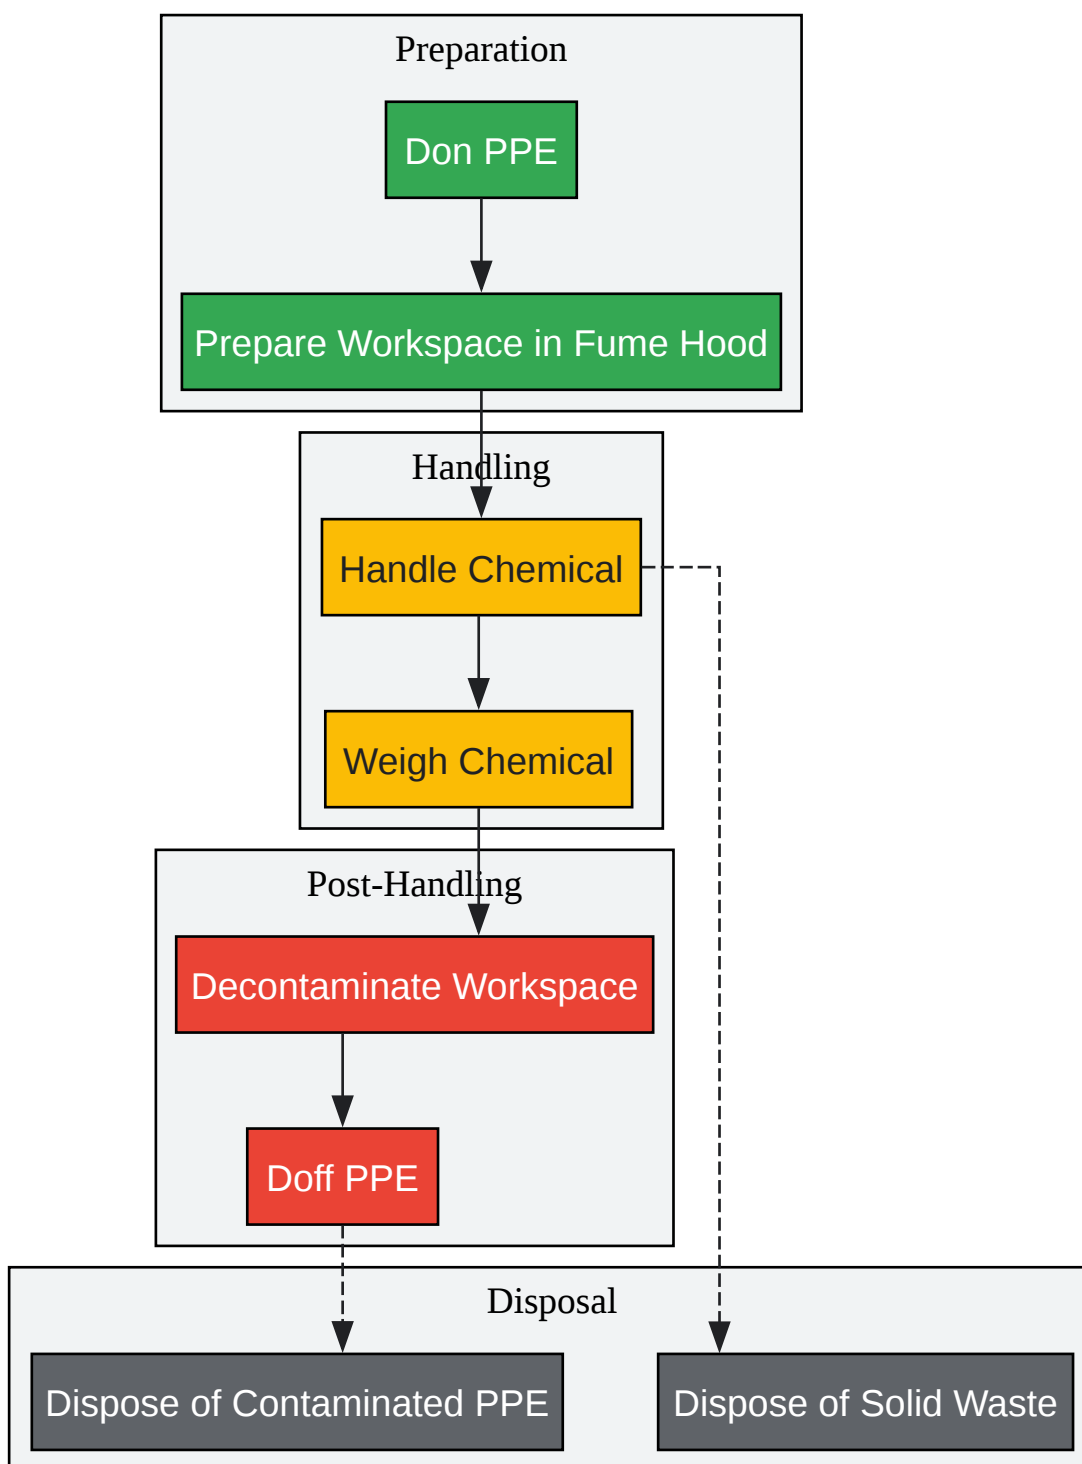 Preparation
Don PPE
Prepare Workspace in Fume Hood
Handling
Handle Chemical
Weigh Chemical
Post-Handling
Decontaminate Workspace
Doff PPE
Disposal
Dispose of Contaminated PPE
Dispose of Solid Waste